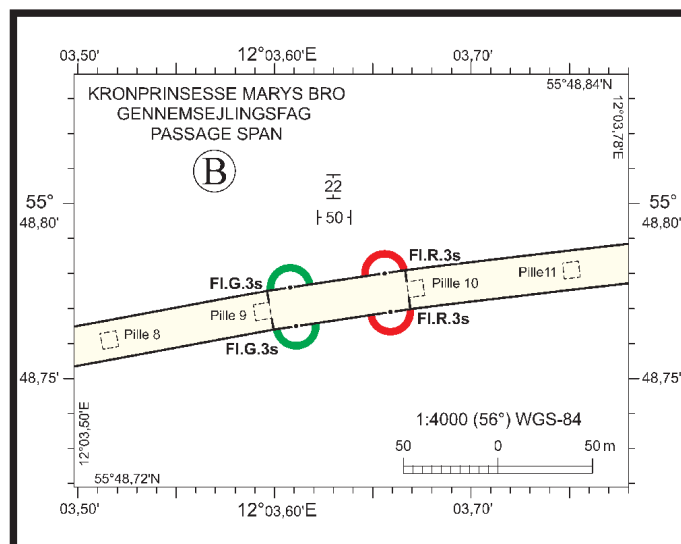 03,50' 12°03,60'E 03,70'
KRONPRINSESSE MARYS BRO
GENNEMSEJLINGSFAG
PASSAGE SPAN
B
55°48,84'N
12°03,78'E
55°
48,80'
48,80'
55°
22
50
Fl.G.3s
Fl.R.3s
Pille 8
Pille 9
Pillle 10
Pille11
Fl.G.3s
Fl.R.3s
48,75'
48,75'
12°03,50'E
1:4000 (56°) WGS-84
50 0 50 m
55°48,72'N
03,50' 12°03,60'E 03,70'